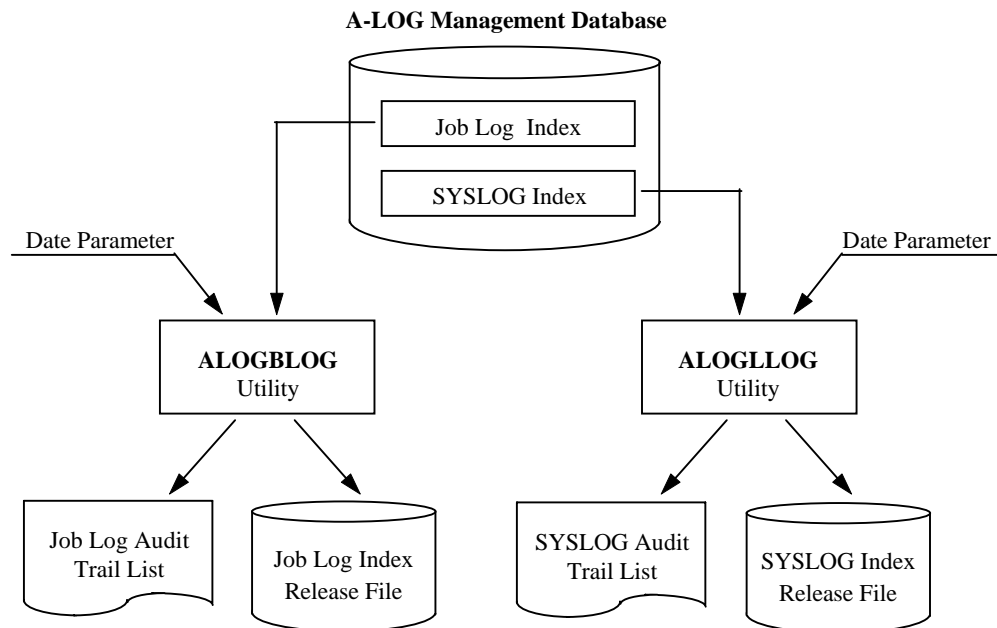 A-LOG Management Database
Job Log Index
SYSLOG Index
Date Parameter
Date Parameter
ALOGBLOG
Utility
ALOGLLOG
Utility
Job Log Audit
Trail List
Job Log Index
Release File
SYSLOG Audit
Trail List
SYSLOG Index
Release File